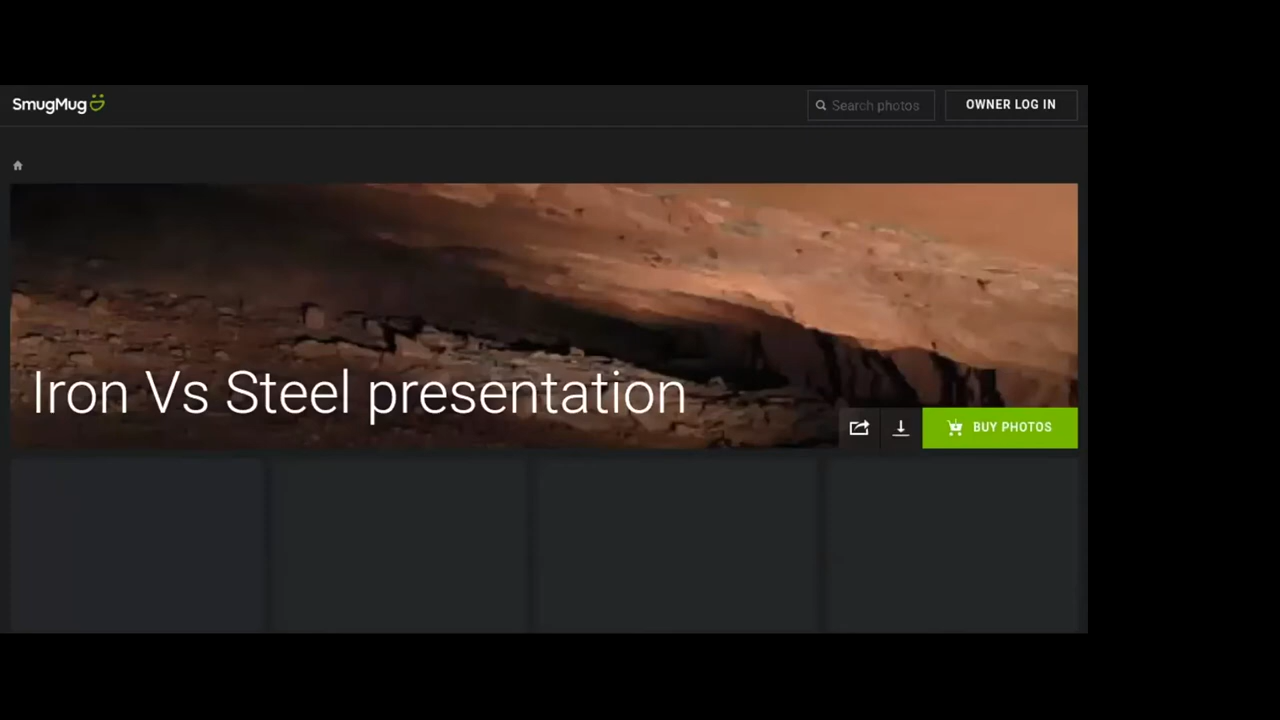 SmugMug
Search photos
OWNER LOG IN
Iron Vs Steel presentation
BUY PHOTOS